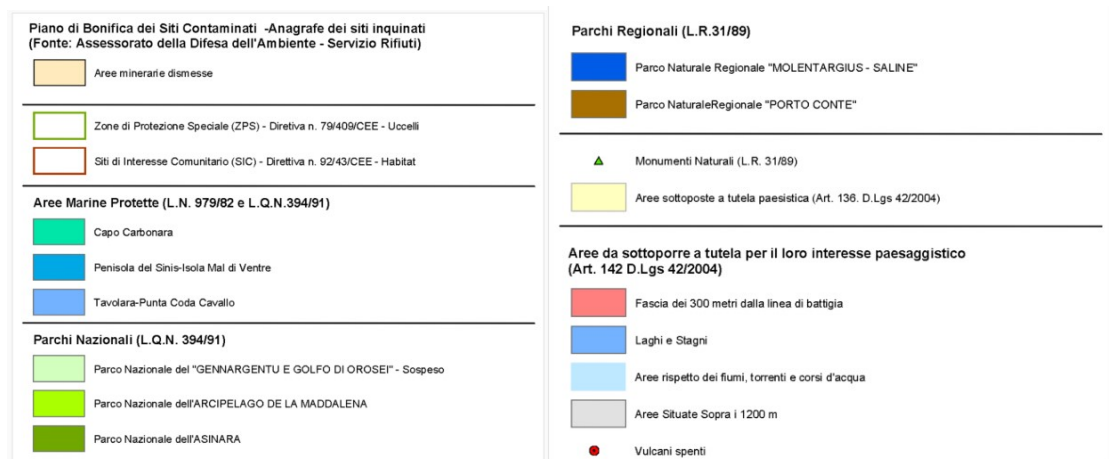 Piano di Bonifica dei Siti Contaminati -Anagrafe dei siti inquinati
(Fonte: Assessorato della Difesa dell'Ambiente - Servizio Rifiuti)
Aree minerarie dismesse
Zone di Protezione Speciale (ZPS) - Diretiva n. 79/409/CEE - Uccelli
Siti di Interesse Comunitario (SIC) - Direttiva n. 92/43/CEE - Habitat
Aree Marine Protette (L.N. 979/82 e L.Q.N.394/91)
Capo Carbonara
Penisola del Sinis-Isola Mal di Ventre
Tavolara-Punta Coda Cavallo
Parchi Nazionali (L.Q.N. 394/91)
Parco Nazionale del "GENNARGENTU E GOLFO DI OROSEI" - Sospeso
Parco Nazionale dell'ARCIPELAGO DE LA MADDALENA
Parco Nazionale dell'ASINARA
Parchi Regionali (L.R.31/89)
Parco Naturale Regionale "MOLENTARGIUS - SALINE"
Parco NaturaleRegionale "PORTO CONTE"
Monumenti Naturali (L.R. 31/89)
Aree sottoposte a tutela paesistica (Art. 136. D.Lgs 42/2004)
Aree da sottoporre a tutela per il loro interesse paesaggistico
(Art. 142 D.Lgs 42/2004)
Fascia dei 300 metri dalla linea di battigia
Laghi e Stagni
Aree rispetto dei fiumi, torrenti e corsi d'acqua
Aree Situate Sopra i 1200 m
Vulcani spenti